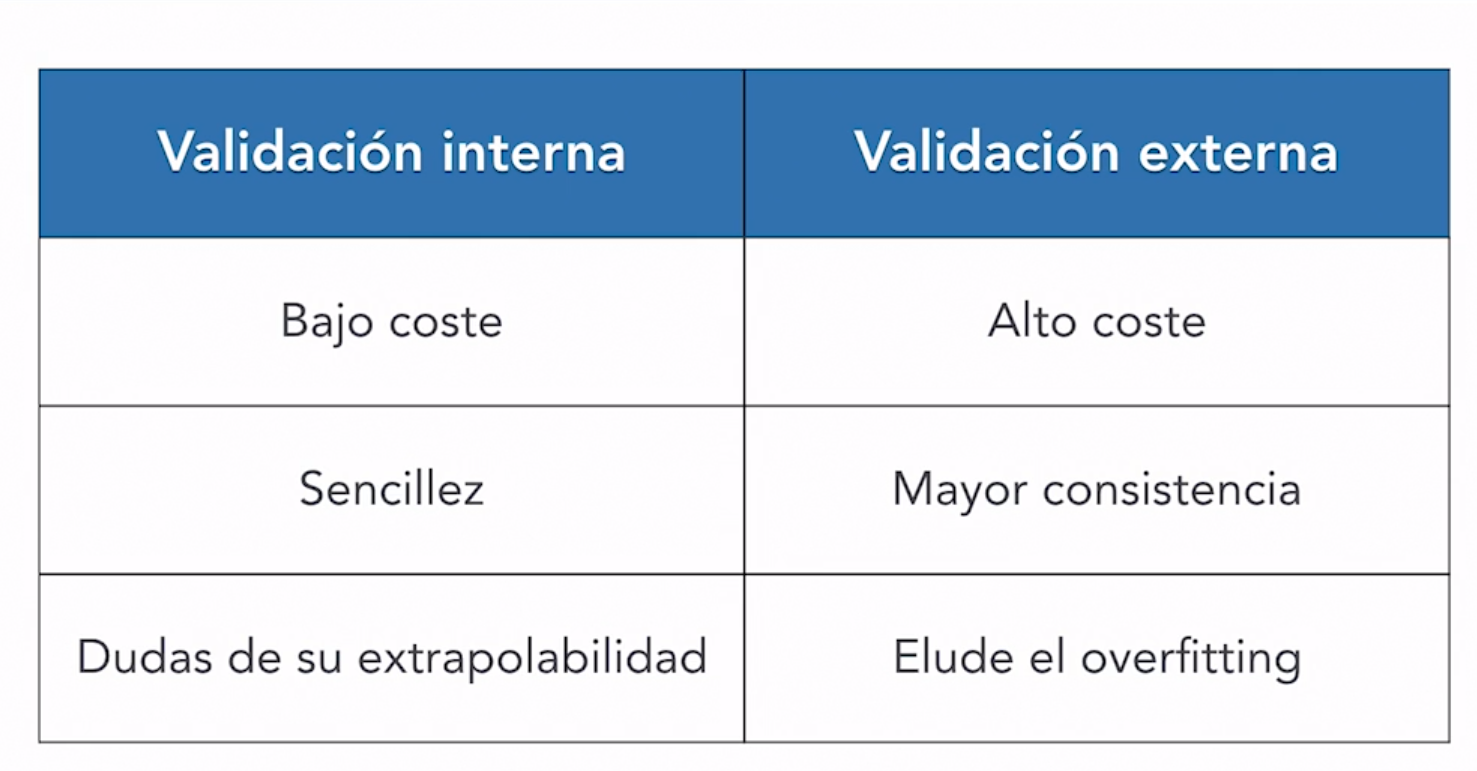 Validación interna
Validación externa
Bajo coste
Alto coste
Sencillez
Mayor consistencia
Dudas de su extrapolabilidad
Elude el overfitting